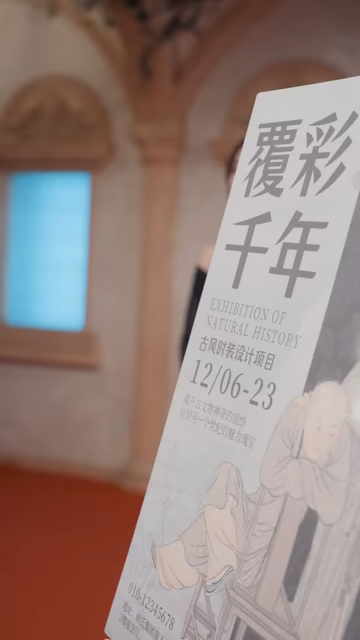 覆彩
千年
EXHIBITION OF
NATURAL HISTORY
古风时装设计项目
12/06-23
010-12345678